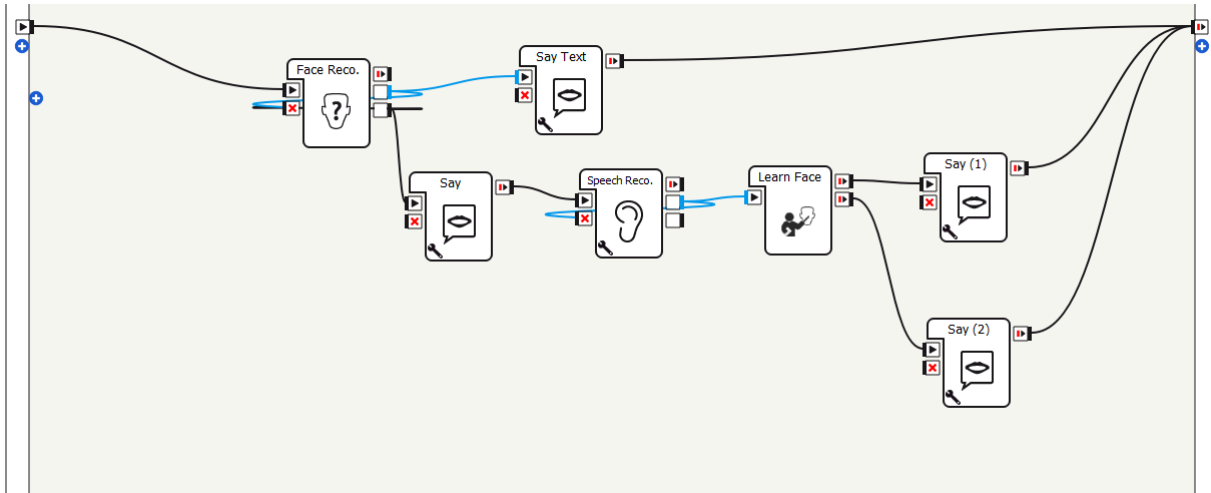 Say Text
Face Reco.
Say
Speech Reco.
Learn Face
Say (1)
Say (2)